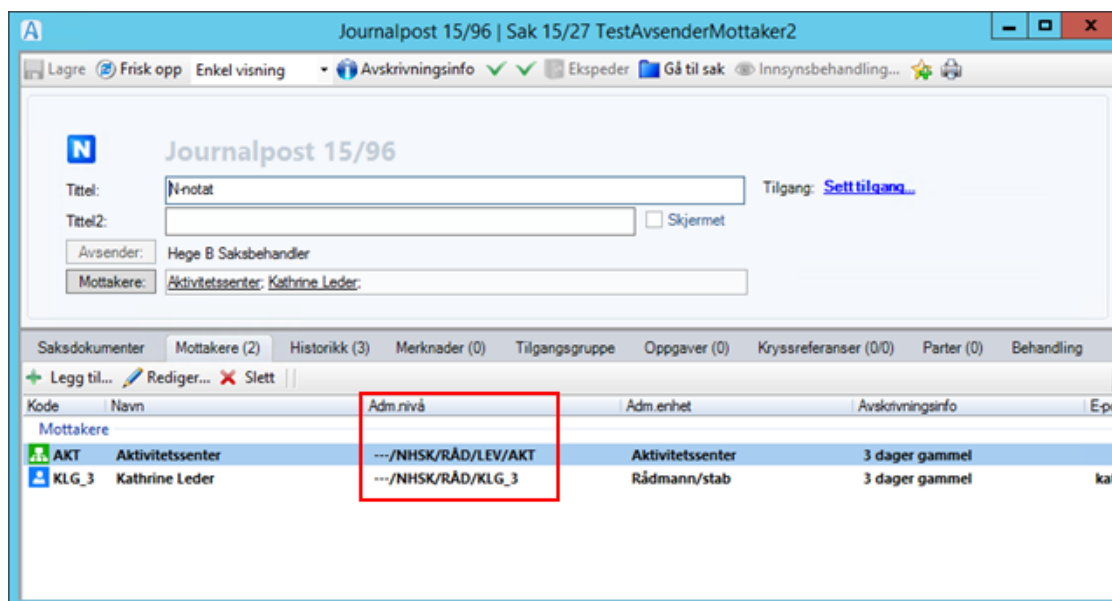 A Journalpost 15/96 | Sak 15/27 TestAvsenderMottaker2
Lagre Frisk opp Enkel visning Avskrivningsinfo Ekspeder Gå til sak Innsynsbehandling...
N Journalpost 15/96
Tittel: N-notat Tilgang: Sett tilgang...
Tittel2: Skjermet
Avsender: Hege B Saksbehandler
Mottakere: Aktivitetssenter; Kathrine Leder;
Saksdokumenter Mottakere (2) Historikk (3) Merknader (0) Tilgangsgruppe Oppgaver (0) Kryssreferanser (0/0) Parter (0) Behandling
Legg til... Rediger... Slett
Kode Navn Adm.nivå Adm.enhet Avskrivningsinfo E-po
Mottakere
AKT Aktivitetssenter ---/NHSK/RÅD/LEV/AKT Aktivitetssenter 3 dager gammel
KLG_3 Kathrine Leder ---/NHSK/RÅD/KLG_3 Rådmann/stab 3 dager gammel kat